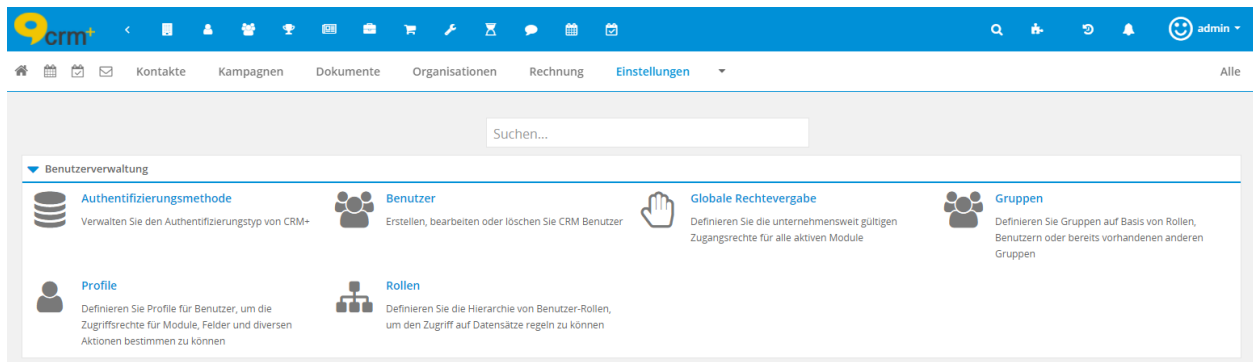 crm+
admin
Kontakte Kampagnen Dokumente Organisationen Rechnung Einstellungen Alle
Suchen...
Benutzerverwaltung
Authentifizierungsmethode
Verwalten Sie den Authentifizierungstyp von CRM+
Benutzer
Erstellen, bearbeiten oder löschen Sie CRM Benutzer
Globale Rechtevergabe
Definieren Sie die unternehmensweit gültigen
Zugangsrechte für alle aktiven Module
Gruppen
Definieren Sie Gruppen auf Basis von Rollen,
Benutzern oder bereits vorhandenen anderen
Gruppen
Profile
Definieren Sie Profile für Benutzer, um die
Zugriffsrechte für Module, Felder und diversen
Aktionen bestimmen zu können
Rollen
Definieren Sie die Hierarchie von Benutzer-Rollen,
um den Zugriff auf Datensätze regeln zu können